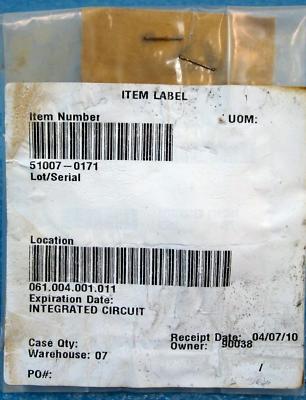 ITEM LABEL
Item Number UOM:
51007-0171
Lot/Serial
Location
061.004.001.011
Expiration Date:
INTEGRATED CIRCUIT
Receipt Date: 04/07/10
Case Qty: Owner: 90038
Warehouse: 07
PO#: /